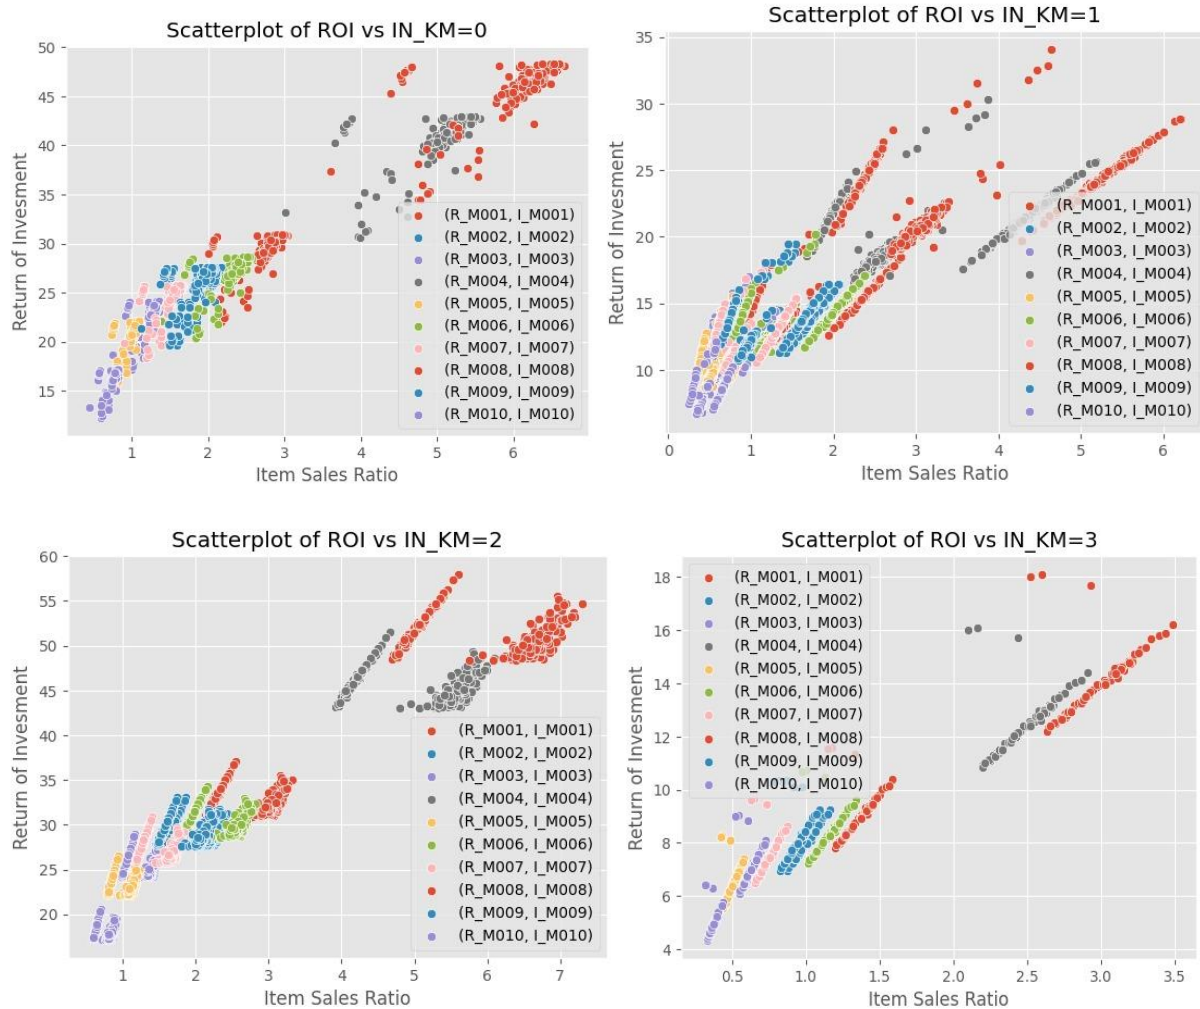 Scatterplot of ROI vs IN_KM=0
50
45
40
35
30
25
20
15
Return of Invesment
1 2 3 4 5 6
Item Sales Ratio
(R_M001, I_M001)
(R_M002, I_M002)
(R_M003, I_M003)
(R_M004, I_M004)
(R_M005, I_M005)
(R_M006, I_M006)
(R_M007, I_M007)
(R_M008, I_M008)
(R_M009, I_M009)
(R_M010, I_M010)
Scatterplot of ROI vs IN_KM=1
35
30
25
20
15
10
Return of Invesment
0 1 2 3 4 5 6
Item Sales Ratio
(R_M001, I_M001)
(R_M002, I_M002)
(R_M003, I_M003)
(R_M004, I_M004)
(R_M005, I_M005)
(R_M006, I_M006)
(R_M007, I_M007)
(R_M008, I_M008)
(R_M009, I_M009)
(R_M010, I_M010)
Scatterplot of ROI vs IN_KM=2
60
55
50
45
40
35
30
25
20
Return of Invesment
1 2 3 4 5 6 7
Item Sales Ratio
(R_M001, I_M001)
(R_M002, I_M002)
(R_M003, I_M003)
(R_M004, I_M004)
(R_M005, I_M005)
(R_M006, I_M006)
(R_M007, I_M007)
(R_M008, I_M008)
(R_M009, I_M009)
(R_M010, I_M010)
Scatterplot of ROI vs IN_KM=3
18
16
14
12
10
8
6
4
Return of Invesment
0.5 1.0 1.5 2.0 2.5 3.0 3.5
Item Sales Ratio
(R_M001, I_M001)
(R_M002, I_M002)
(R_M003, I_M003)
(R_M004, I_M004)
(R_M005, I_M005)
(R_M006, I_M006)
(R_M007, I_M007)
(R_M008, I_M008)
(R_M009, I_M009)
(R_M010, I_M010)